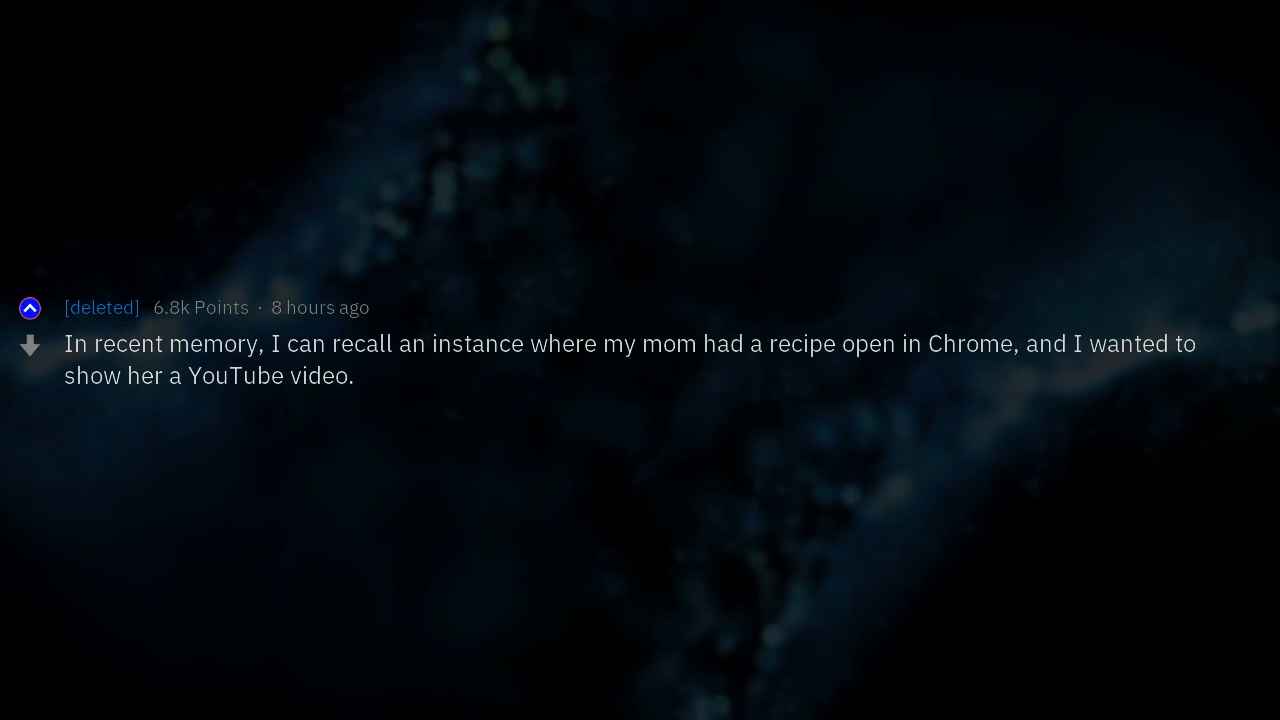 [deleted] 6.8k Points · 8 hours ago
In recent memory, I can recall an instance where my mom had a recipe open in Chrome, and I wanted to
show her a YouTube video.